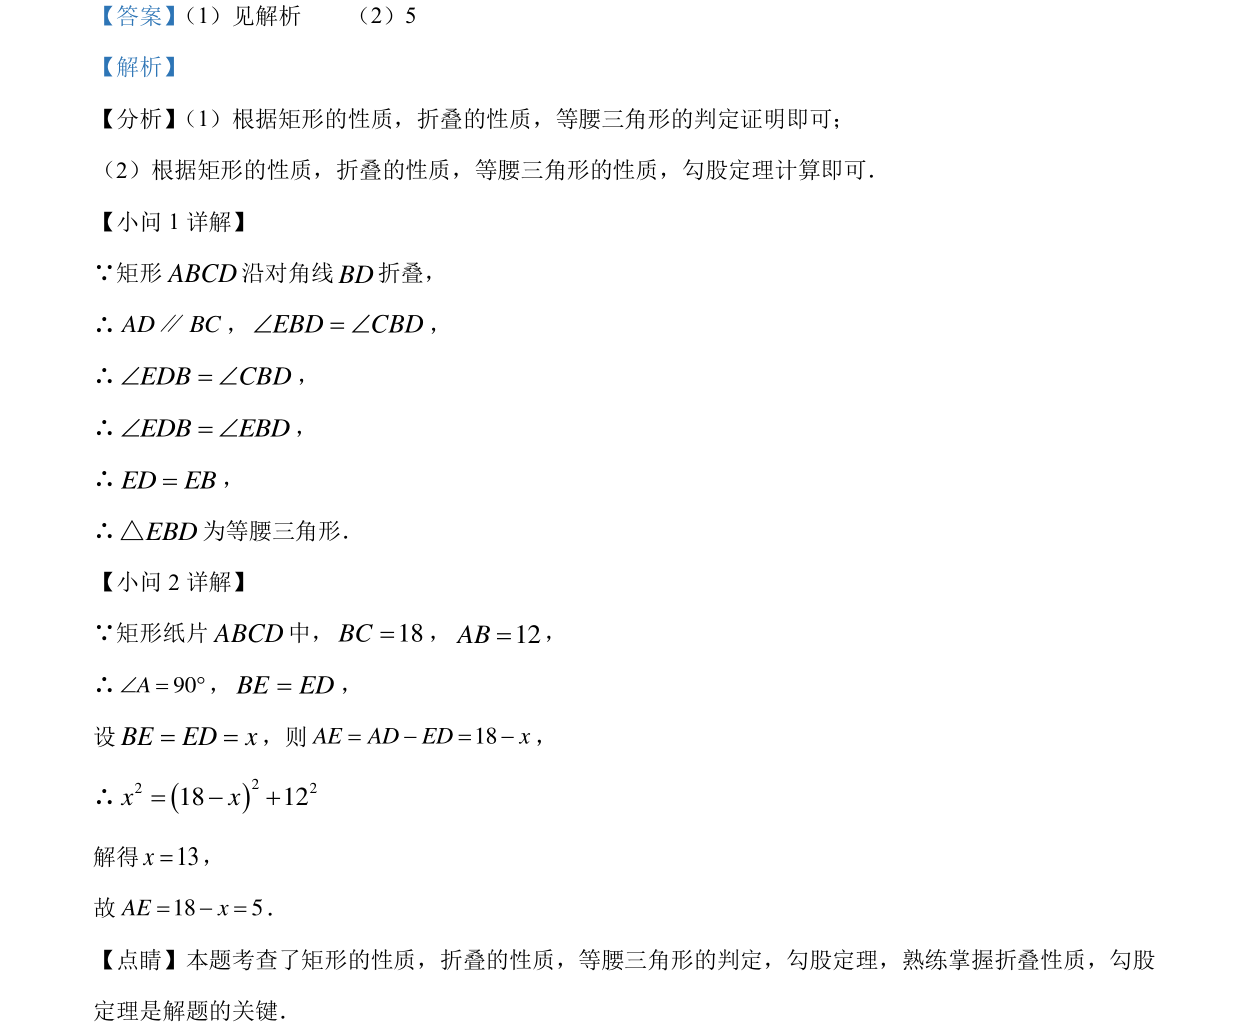 【答案】（1）见解析 （2）5
【解析】
【分析】（1）根据矩形的性质，折叠的性质，等腰三角形的判定证明即可；
（2）根据矩形的性质，折叠的性质，等腰三角形的性质，勾股定理计算即可．
【小问 1 详解】
∵矩形 ABCD 沿对角线 BD 折叠，
∴ AD∥BC，∠EBD = ∠CBD，
∴ ∠EDB = ∠CBD，
∴ ∠EDB = ∠EBD，
∴ ED = EB，
∴ △EBD 为等腰三角形．
【小问 2 详解】
∵矩形纸片 ABCD 中， BC =18， AB =12，
∴ ∠A = 90°， BE = ED，
设 BE = ED = x，则 AE = AD − ED =18 − x，
∴ x² = (18 − x)² +12²
解得 x =13，
故 AE =18 − x = 5．
【点睛】本题考查了矩形的性质，折叠的性质，等腰三角形的判定，勾股定理，熟练掌握折叠性质，勾股
定理是解题的关键．